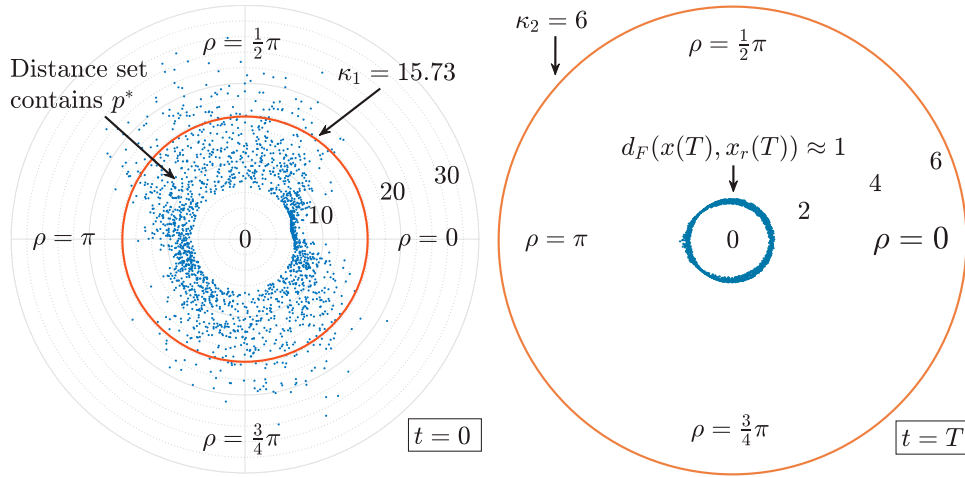 ρ = ½π
Distance set
contains p*
κ₁ = 15.73
30
20
10
ρ = π
0
ρ = 0
ρ = ¾π
t = 0
κ₂ = 6
ρ = ½π
d_F(x(T), x_r(T)) ≈ 1
6
4
2
ρ = π
0
ρ = 0
ρ = ¾π
t = T